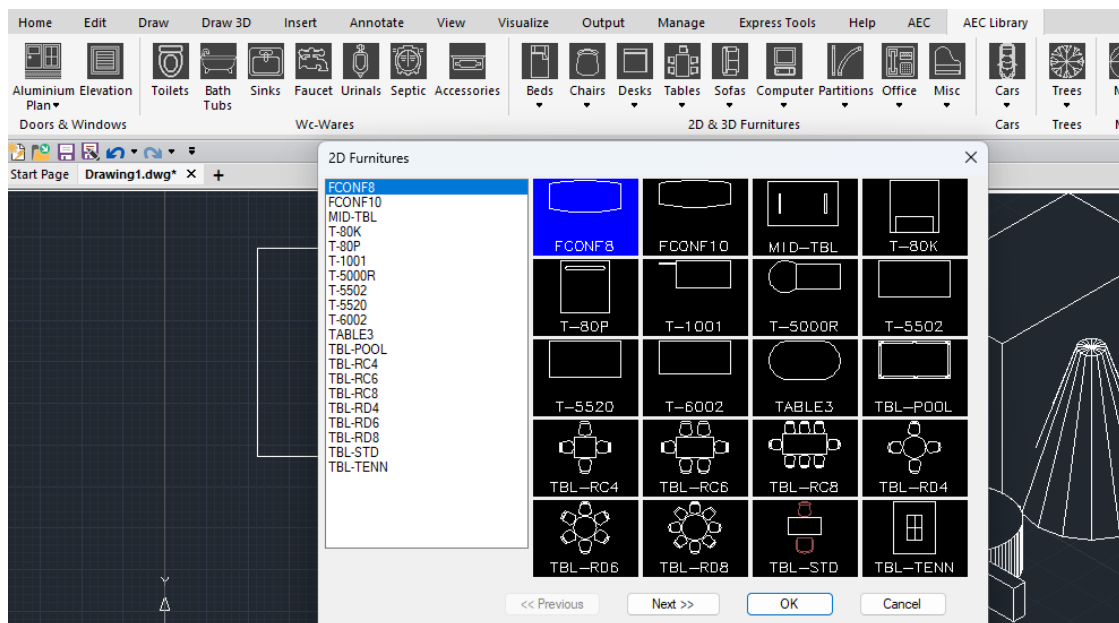 Home Edit Draw Draw 3D Insert Annotate View Visualize Output Manage Express Tools Help AEC AEC Library
Aluminium Elevation Toilets Bath Sinks Faucet Urinals Septic Accessories Beds Chairs Desks Tables Sofas Computer Partitions Office Misc Cars Trees
Plan Tubs
Doors & Windows Wc-Wares 2D & 3D Furnitures Cars Trees
Start Page Drawing1.dwg* +
2D Furnitures
FCONF8
FCONF10
MID-TBL
T-80K
T-80P
T-1001
T-5000R
T-5502
T-5520
T-6002
TABLE3
TBL-POOL
TBL-RC4
TBL-RC6
TBL-RC8
TBL-RD4
TBL-RD6
TBL-RD8
TBL-STD
TBL-TENN
FCONF8 FCONF10 MID-TBL T-80K
T-80P T-1001 T-5000R T-5502
T-5520 T-6002 TABLE3 TBL-POOL
TBL-RC4 TBL-RC6 TBL-RC8 TBL-RD4
TBL-RD6 TBL-RD8 TBL-STD TBL-TENN
<< Previous Next >> OK Cancel
Y